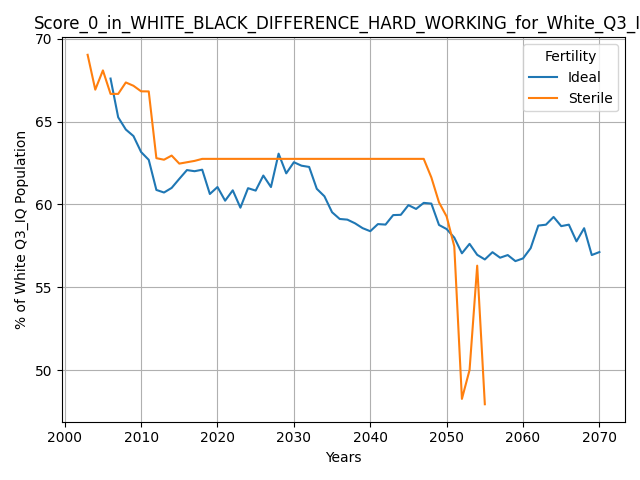 Score_0_in_WHITE_BLACK_DIFFERENCE_HARD_WORKING_for_White_Q3_I
70
65
60
55
50
% of White Q3_IQ Population
Fertility
Ideal
Sterile
2000 2010 2020 2030 2040 2050 2060 2070
Years